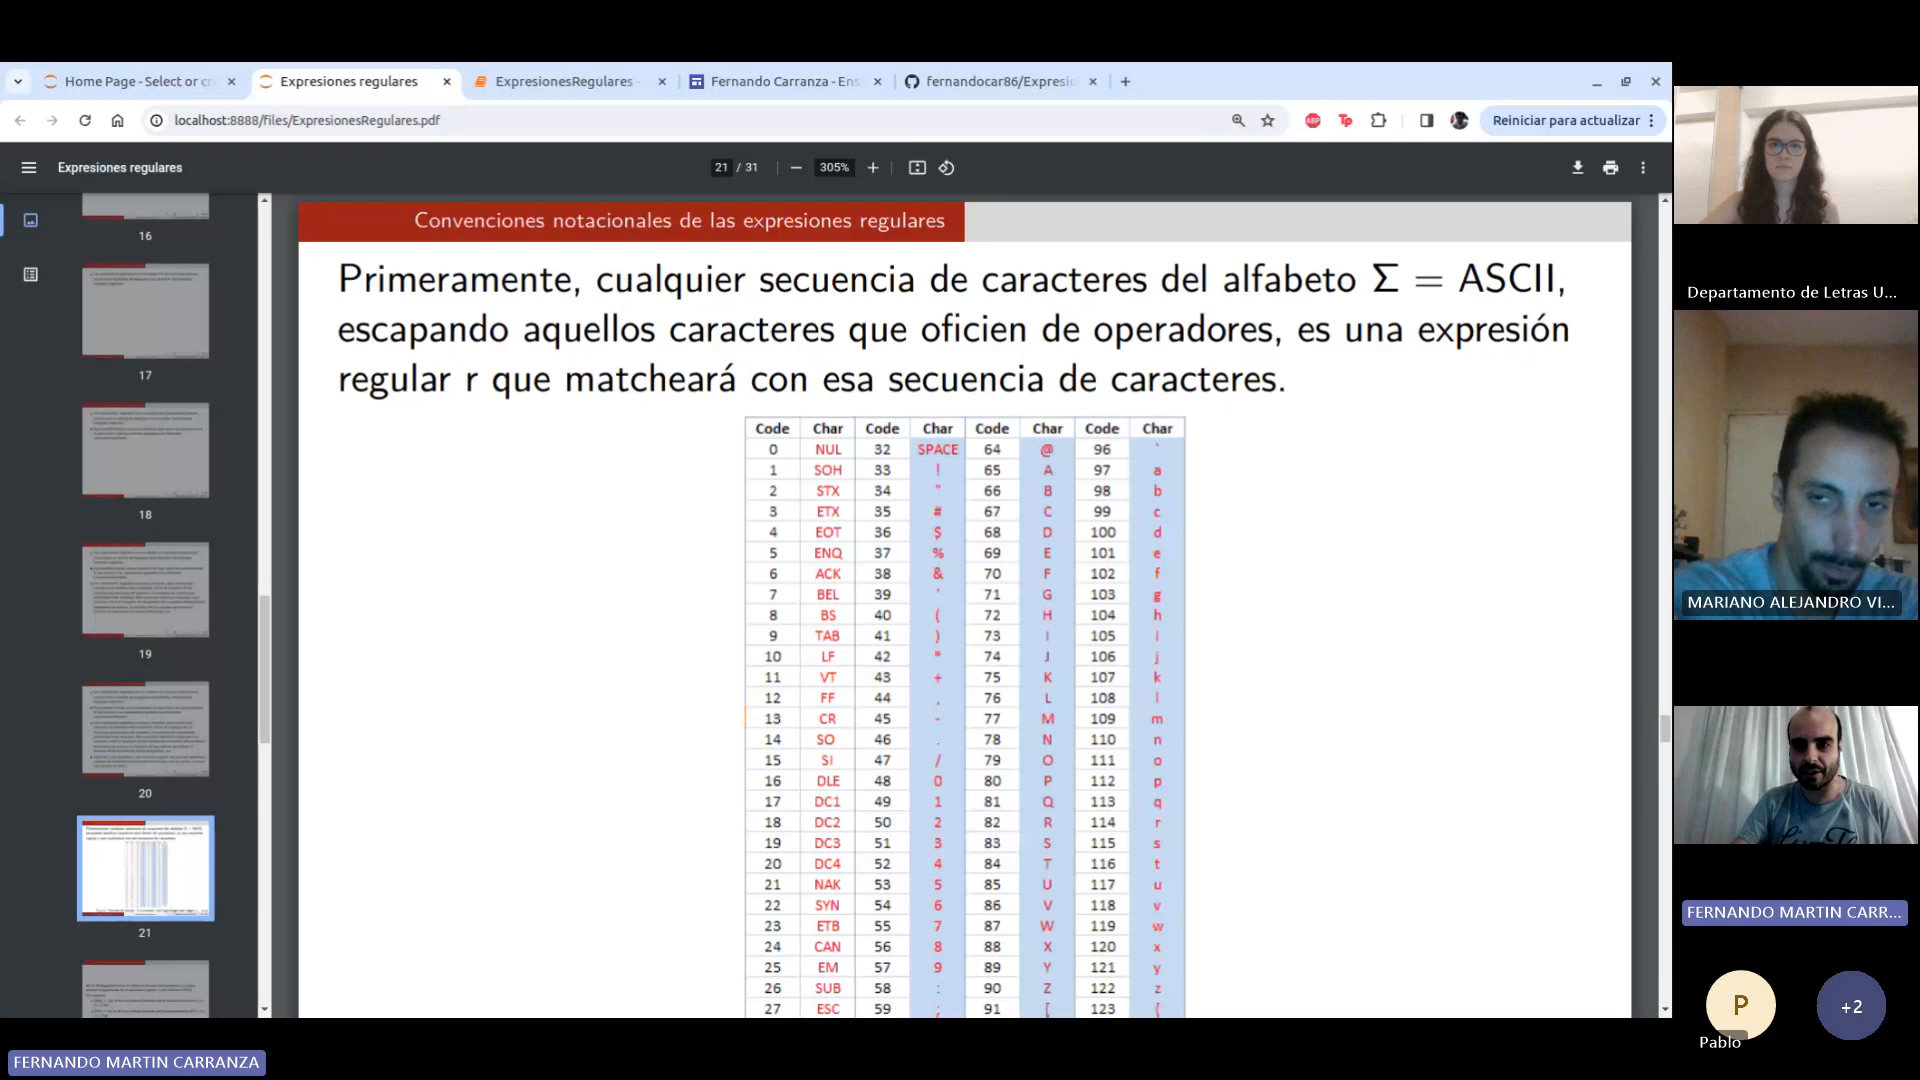 Home Page - Select or cr
Expresiones regulares
ExpresionesRegulares -
Fernando Carranza - Ens
fernandocar86/Expresio
localhost:8888/files/ExpresionesRegulares.pdf
Reiniciar para actualizar
Expresiones regulares
21 / 31
305%
16
17
18
19
20
21
Convenciones notacionales de las expresiones regulares
Primeramente, cualquier secuencia de caracteres del alfabeto Σ = ASCII,
escapando aquellos caracteres que oficien de operadores, es una expresión
regular r que matcheará con esa secuencia de caracteres.
Code Char Code Char Code Char Code Char
0 NUL 32 SPACE 64 @ 96 `
1 SOH 33 ! 65 A 97 a
2 STX 34 " 66 B 98 b
3 ETX 35 # 67 C 99 c
4 EOT 36 $ 68 D 100 d
5 ENQ 37 % 69 E 101 e
6 ACK 38 & 70 F 102 f
7 BEL 39 ' 71 G 103 g
8 BS 40 ( 72 H 104 h
9 TAB 41 ) 73 I 105 i
10 LF 42 * 74 J 106 j
11 VT 43 + 75 K 107 k
12 FF 44 , 76 L 108 l
13 CR 45 - 77 M 109 m
14 SO 46 . 78 N 110 n
15 SI 47 / 79 O 111 o
16 DLE 48 0 80 P 112 p
17 DC1 49 1 81 Q 113 q
18 DC2 50 2 82 R 114 r
19 DC3 51 3 83 S 115 s
20 DC4 52 4 84 T 116 t
21 NAK 53 5 85 U 117 u
22 SYN 54 6 86 V 118 v
23 ETB 55 7 87 W 119 w
24 CAN 56 8 88 X 120 x
25 EM 57 9 89 Y 121 y
26 SUB 58 : 90 Z 122 z
27 ESC 59 ; 91 [ 123 {
Departamento de Letras U...
MARIANO ALEJANDRO VI...
FERNANDO MARTIN CARR...
P
+2
Pablo
FERNANDO MARTIN CARRANZA